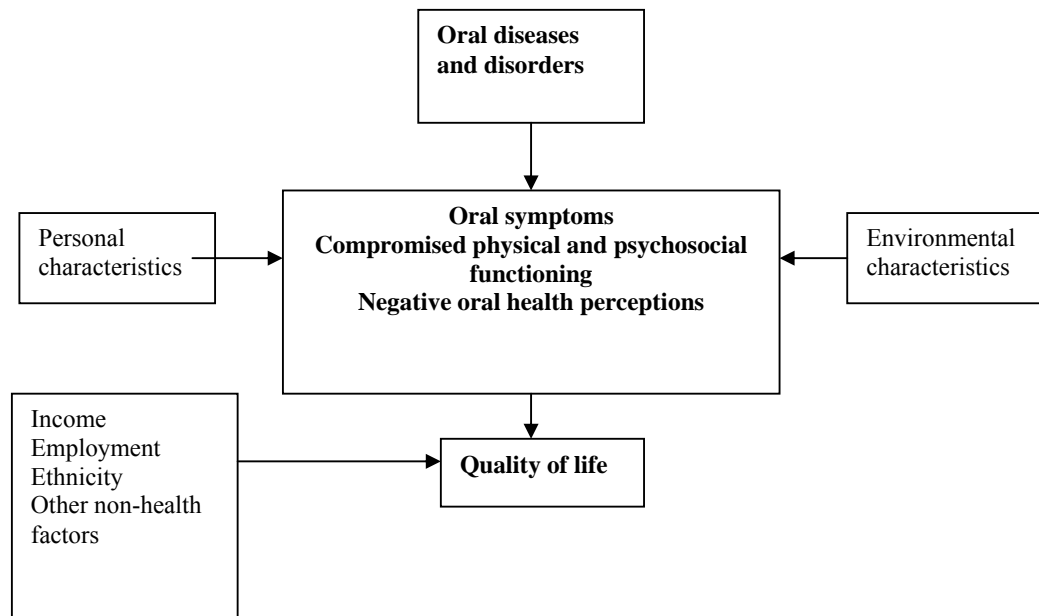 Oral diseases
and disorders
Oral symptoms
Compromised physical and psychosocial
functioning
Negative oral health perceptions
Personal
characteristics
Environmental
characteristics
Income
Employment
Ethnicity
Other non-health
factors
Quality of life